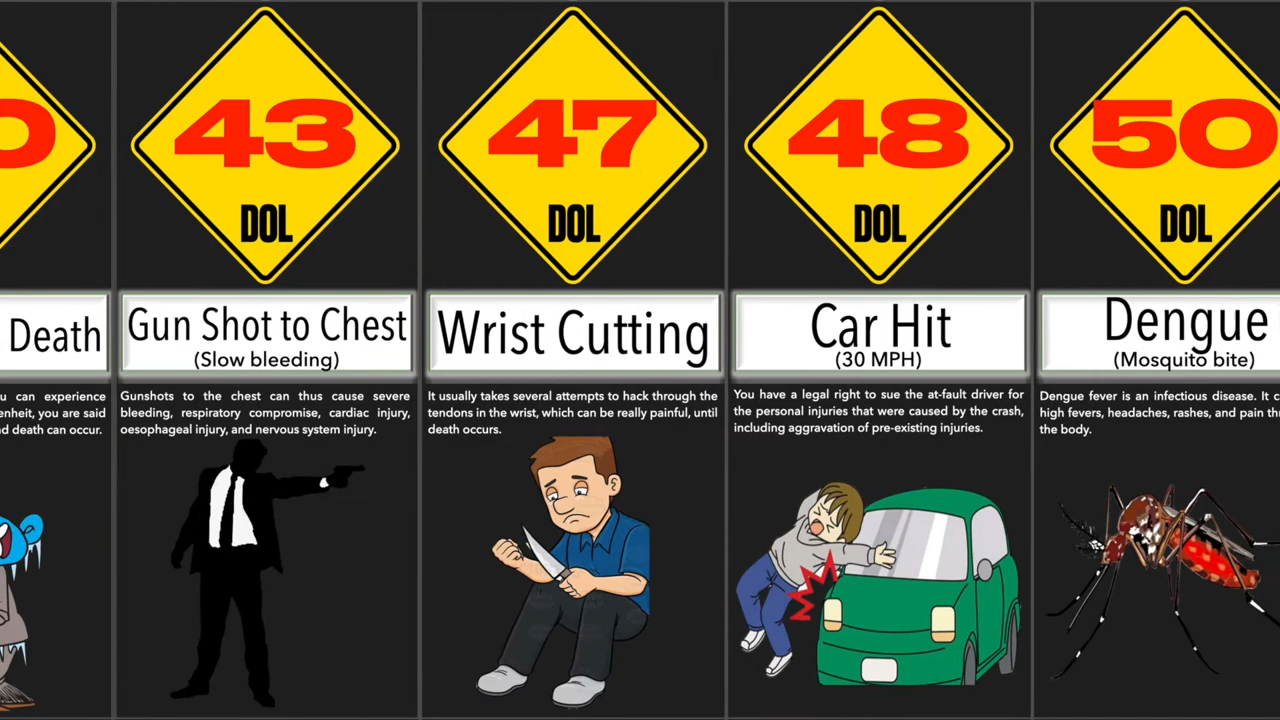 0
Death
u can experience
enheit, you are said
d death can occur.
43
DOL
Gun Shot to Chest
(Slow bleeding)
Gunshots to the chest can thus cause severe
bleeding, respiratory compromise, cardiac injury,
oesophageal injury, and nervous system injury.
47
DOL
Wrist Cutting
It usually takes several attempts to hack through the
tendons in the wrist, which can be really painful, until
death occurs.
48
DOL
Car Hit
(30 MPH)
You have a legal right to sue the at-fault driver for
the personal injuries that were caused by the crash,
including aggravation of pre-existing injuries.
50
DOL
Dengue
(Mosquito bite)
Dengue fever is an infectious disease. It c
high fevers, headaches, rashes, and pain th
the body.